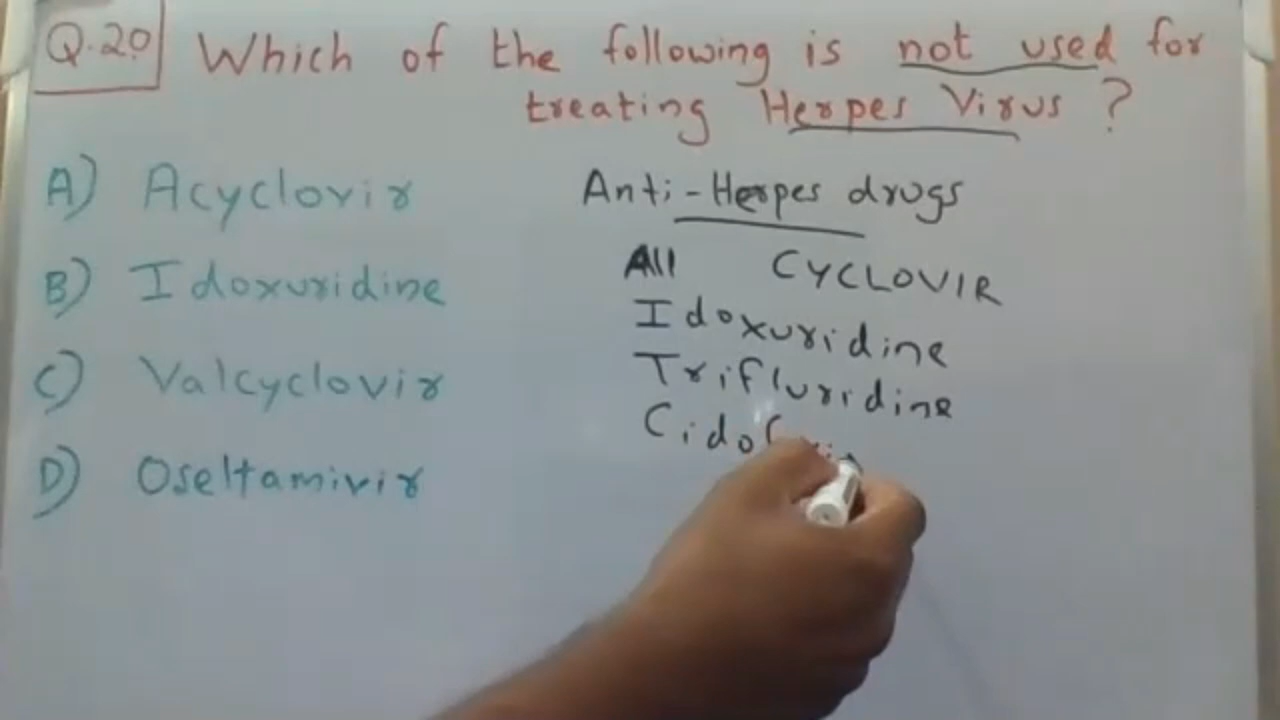 Q.20 Which of the following is not used for
treating Herpes Virus ?
A) Acyclovir
B) Idoxuridine
C) Valcyclovir
D) Oseltamivir
Anti-Herpes drugs
All CYCLOVIR
Idoxuridine
Trifluridine